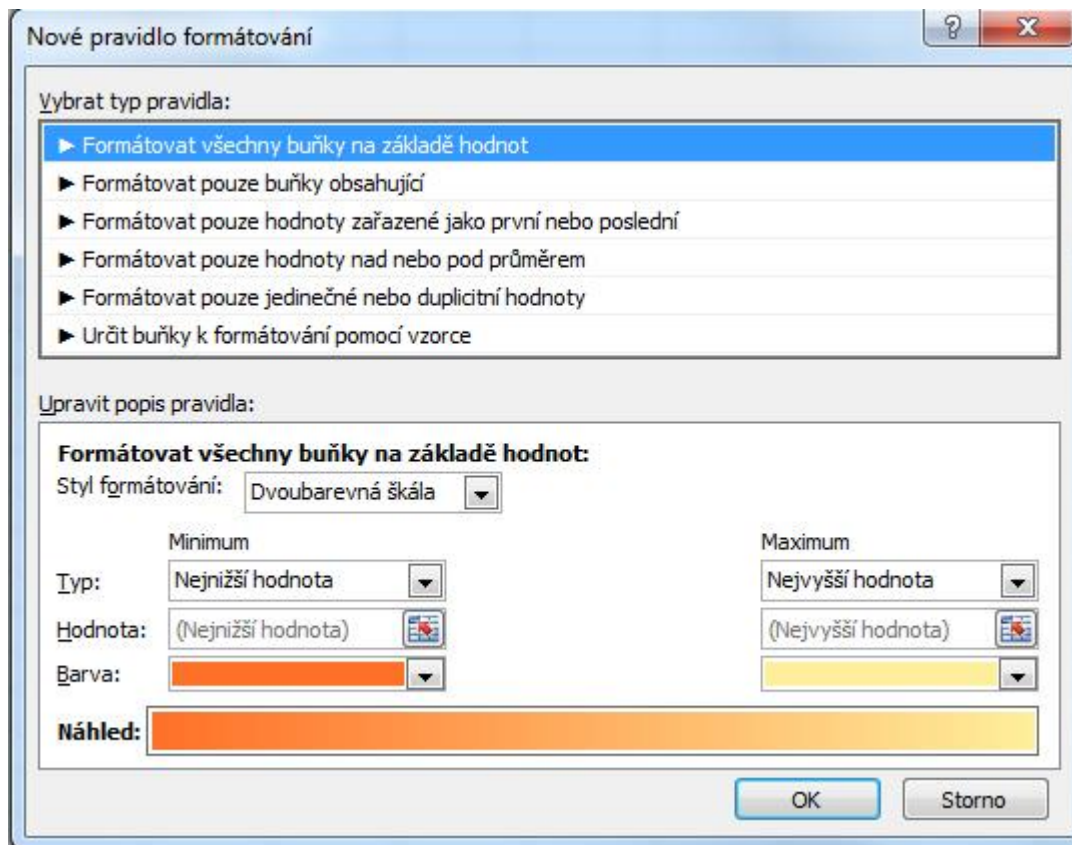 Nové pravidlo formátování
Vybrat typ pravidla:
► Formátovat všechny buňky na základě hodnot
► Formátovat pouze buňky obsahující
► Formátovat pouze hodnoty zařazené jako první nebo poslední
► Formátovat pouze hodnoty nad nebo pod průměrem
► Formátovat pouze jedinečné nebo duplicitní hodnoty
► Určit buňky k formátování pomocí vzorce
Upravit popis pravidla:
Formátovat všechny buňky na základě hodnot:
Styl formátování: Dvoubarevná škála
Minimum Maximum
Typ: Nejnižší hodnota Nejvyšší hodnota
Hodnota: (Nejnižší hodnota) (Nejvyšší hodnota)
Barva:
Náhled:
OK Storno